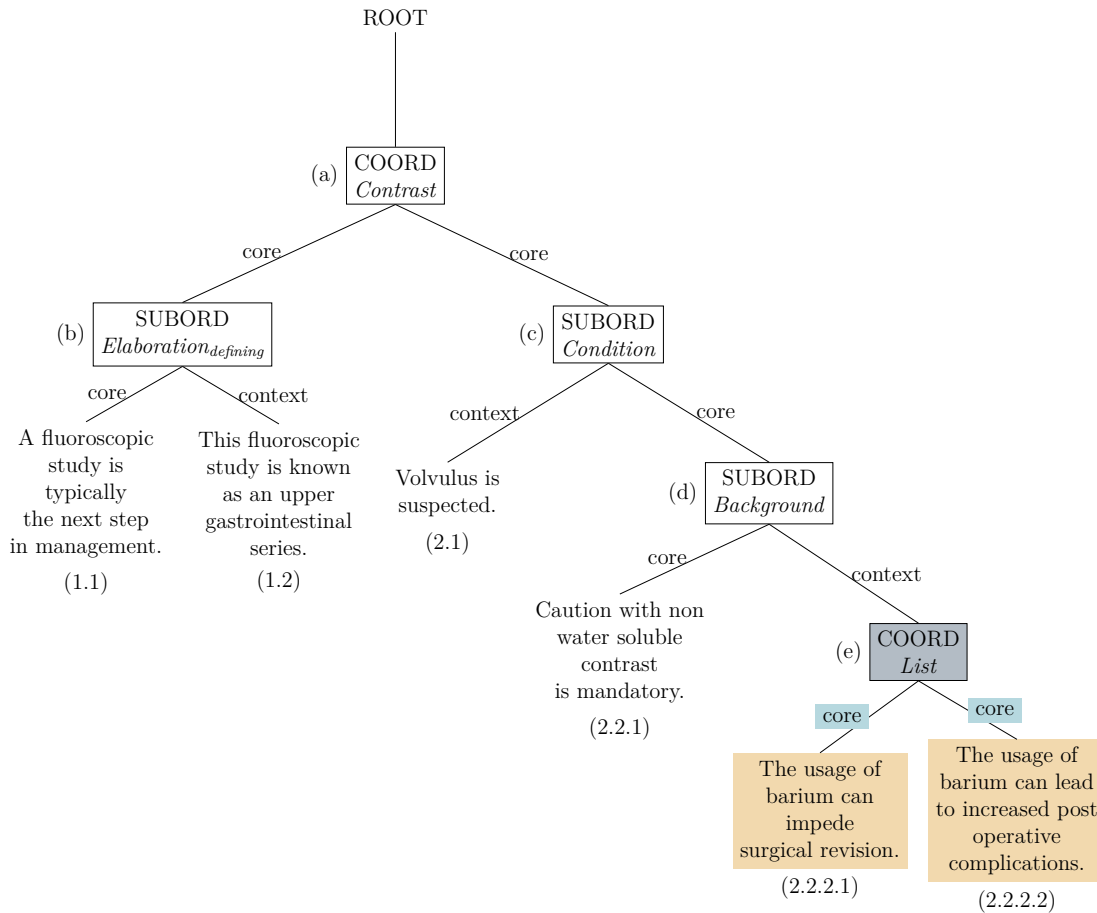 ROOT
(a)
COORD
Contrast
core
core
(b)
SUBORD
Elaboration_defining
(c)
SUBORD
Condition
core
context
context
core
A fluoroscopic
study is
typically
the next step
in management.
(1.1)
This fluoroscopic
study is known
as an upper
gastrointestinal
series.
(1.2)
Volvulus is
suspected.
(2.1)
(d)
SUBORD
Background
core
context
Caution with non
water soluble
contrast
is mandatory.
(2.2.1)
(e)
COORD
List
core
core
The usage of
barium can
impede
surgical revision.
(2.2.2.1)
The usage of
barium can lead
to increased post
operative
complications.
(2.2.2.2)